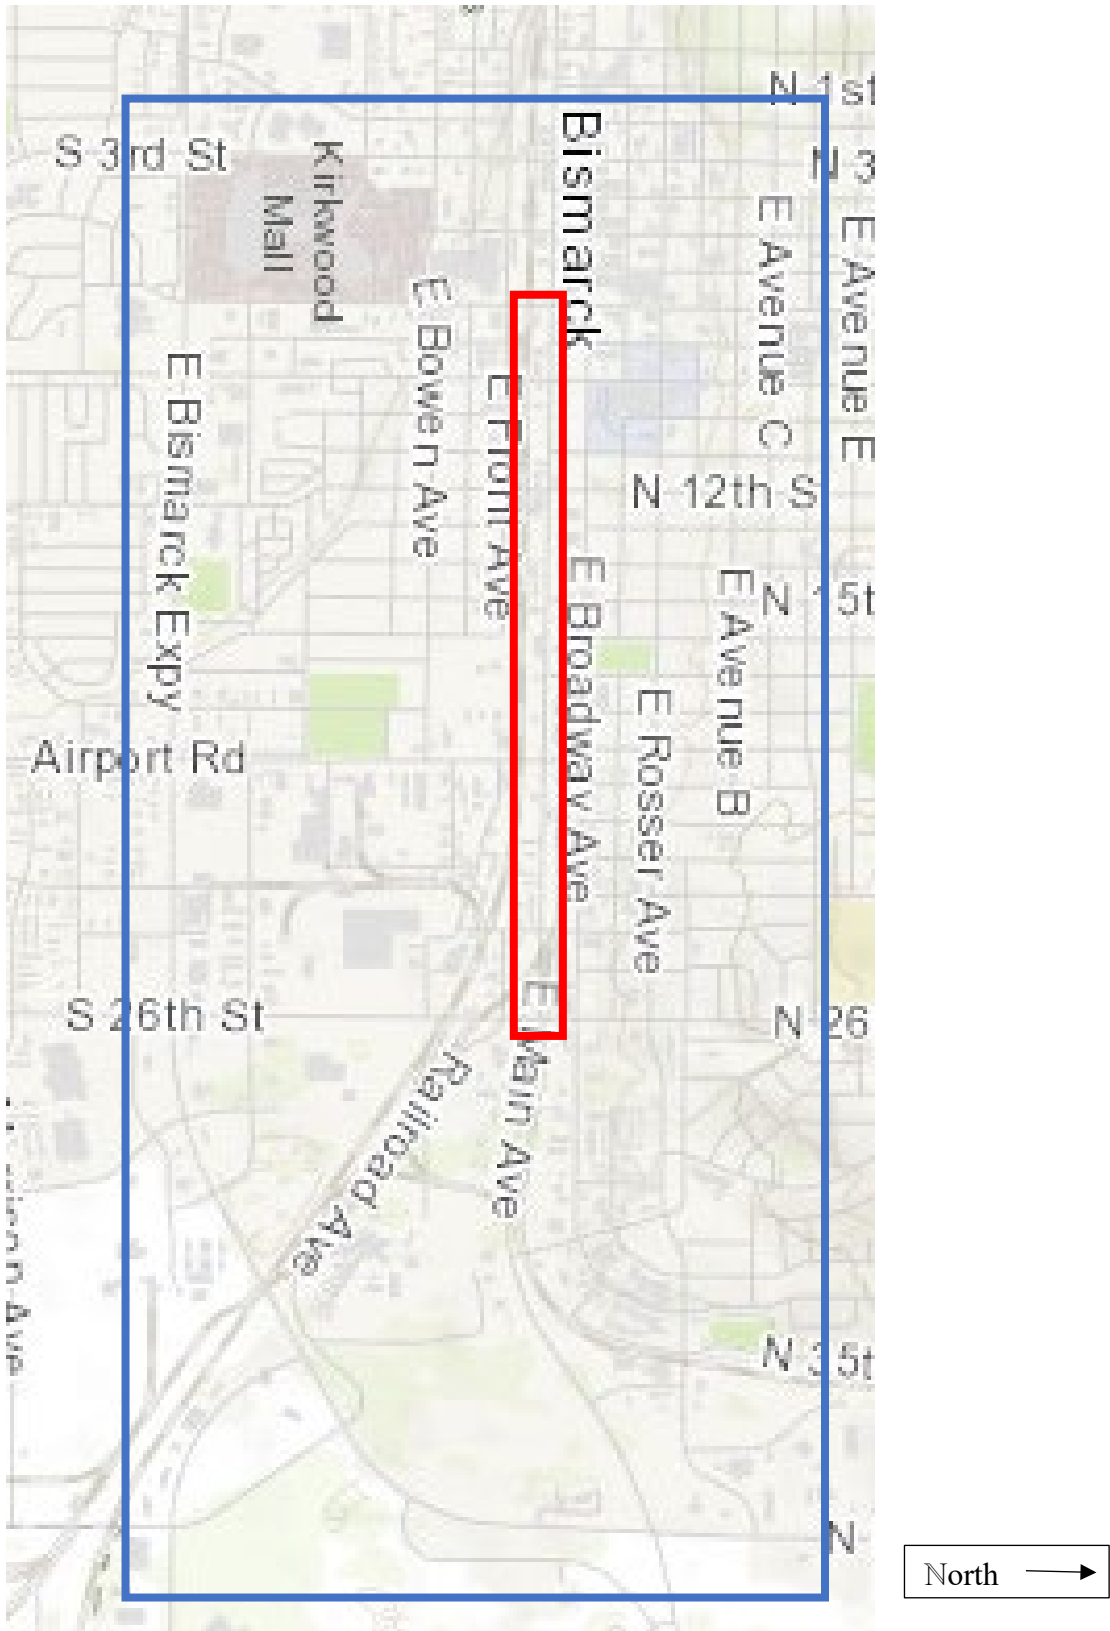 N 1st
S 3rd St
N 3
Bismarck
Kirkwood
Mall
E Avenue C
E Avenue E
E Bowen Ave
E Bismarck Expy
E Front Ave
N 12th S
E Broadway Ave
E Avenue B
N 15t
E Rosser Ave
Airport Rd
S 26th St
N 26
E Main Ave
Railroad Ave
N 35t
N
North